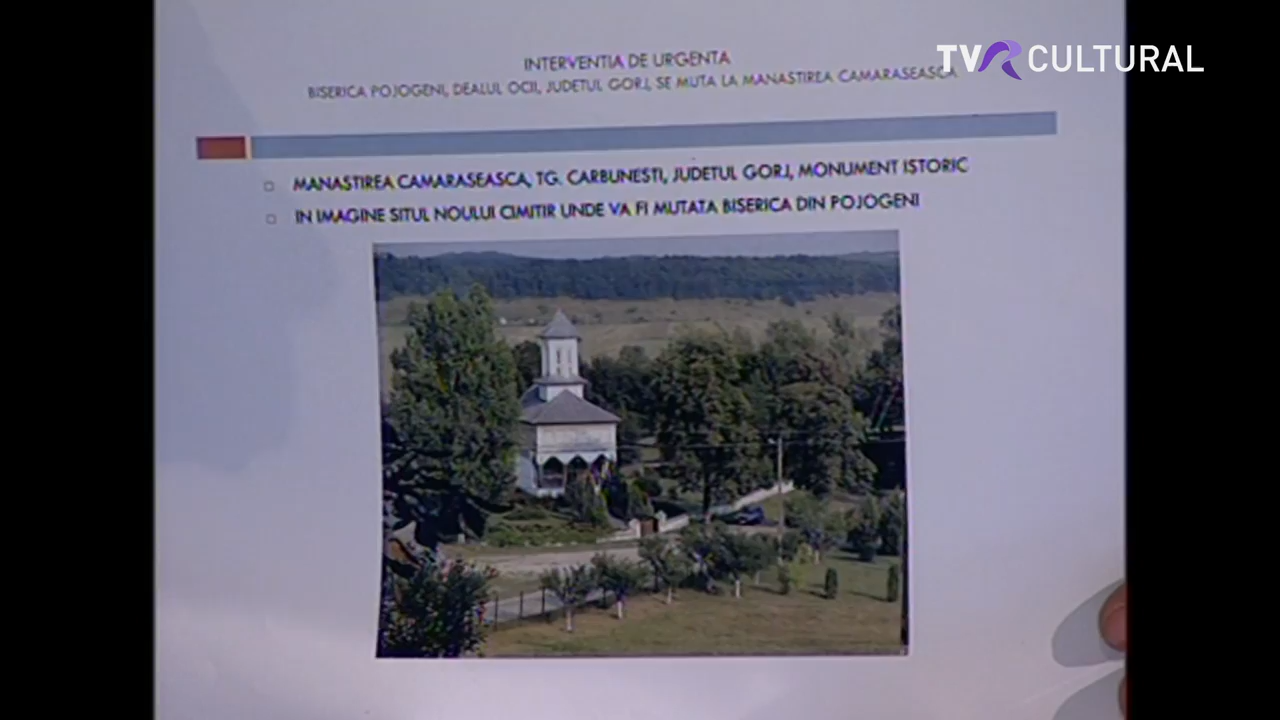 TVR CULTURAL
INTERVENTIA DE URGENTA
BISERICA POJOGENI, DEALUL OCII, JUDETUL GORJ, SE MUTA LA MANASTIREA CAMARASEASCA
MANASTIREA CAMARASEASCA, TG. CARBUNESTI, JUDETUL GORJ, MONUMENT ISTORIC
IN IMAGINE SITUL NOULUI CIMITIR UNDE VA FI MUTATA BISERICA DIN POJOGENI